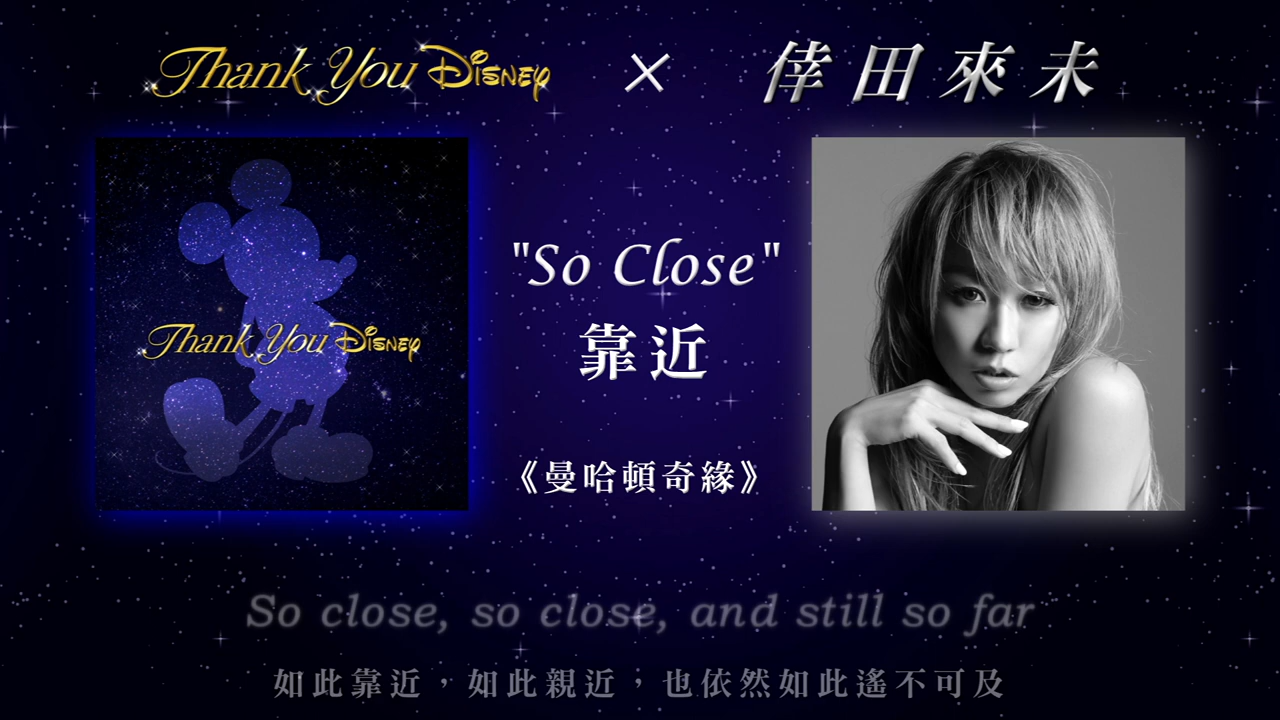 Thank You Disney × 倖田來未
Thank You Disney
"So Close"
靠近
《曼哈頓奇緣》
So close, so close, and still so far
如此靠近，如此親近，也依然如此遙不可及